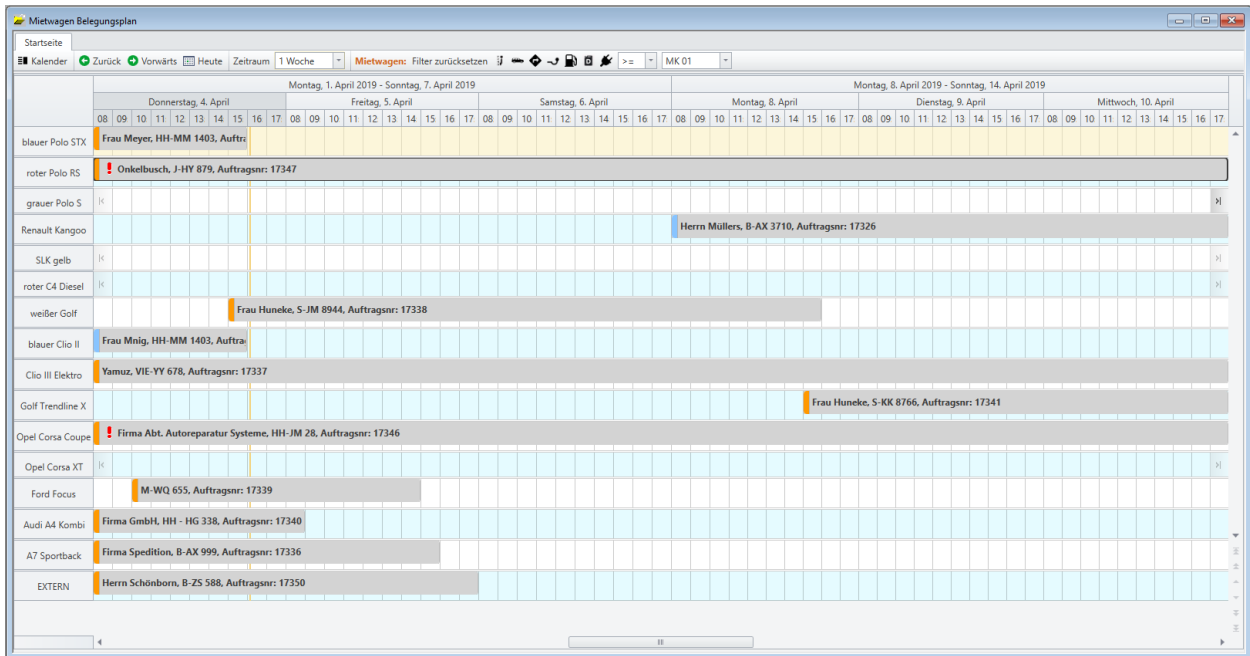 Mietwagen Belegungsplan
Startseite
Kalender Zurück Vorwärts Heute Zeitraum 1 Woche Mietwagen: Filter zurücksetzen >= MK 01
Montag, 1. April 2019 - Sonntag, 7. April 2019 Montag, 8. April 2019 - Sonntag, 14. April 2019
Donnerstag, 4. April Freitag, 5. April Samstag, 6. April Montag, 8. April Dienstag, 9. April Mittwoch, 10. April
08 09 10 11 12 13 14 15 16 17 08 09 10 11 12 13 14 15 16 17 08 09 10 11 12 13 14 15 16 17 08 09 10 11 12 13 14 15 16 17 08 09 10 11 12 13 14 15 16 17 08 09 10 11 12 13 14 15 16 17
blauer Polo STX Frau Meyer, HH-MM 1403, Auftra
roter Polo RS ! Onkelbusch, J-HY 879, Auftragsnr: 17347
grauer Polo S
Renault Kangoo Herrn Müllers, B-AX 3710, Auftragsnr: 17326
SLK gelb
roter C4 Diesel
weißer Golf Frau Huneke, S-JM 8944, Auftragsnr: 17338
blauer Clio II Frau Mnig, HH-MM 1403, Auftra
Clio III Elektro Yamuz, VIE-YY 678, Auftragsnr: 17337
Golf Trendline X Frau Huneke, S-KK 8766, Auftragsnr: 17341
Opel Corsa Coupe ! Firma Abt. Autoreparatur Systeme, HH-JM 28, Auftragsnr: 17346
Opel Corsa XT
Ford Focus M-WQ 655, Auftragsnr: 17339
Audi A4 Kombi Firma GmbH, HH - HG 338, Auftragsnr: 17340
A7 Sportback Firma Spedition, B-AX 999, Auftragsnr: 17336
EXTERN Herrn Schönborn, B-ZS 588, Auftragsnr: 17350